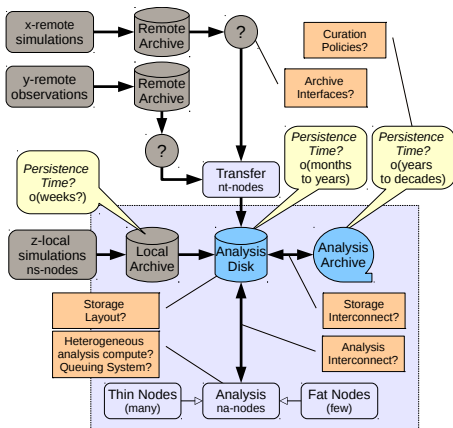 x-remote
simulations
Remote
Archive
?
Curation
Policies?
y-remote
observations
Remote
Archive
Archive
Interfaces?
?
Persistence
Time?
o(weeks?)
Transfer
nt-nodes
Persistence
Time?
o(months
to years)
Persistence
Time?
o(years
to decades)
z-local
simulations
ns-nodes
Local
Archive
Analysis
Disk
Analysis
Archive
Storage
Layout?
Storage
Interconnect?
Heterogeneous
analysis compute?
Queuing System?
Analysis
Interconnect?
Thin Nodes
(many)
Analysis
na-nodes
Fat Nodes
(few)